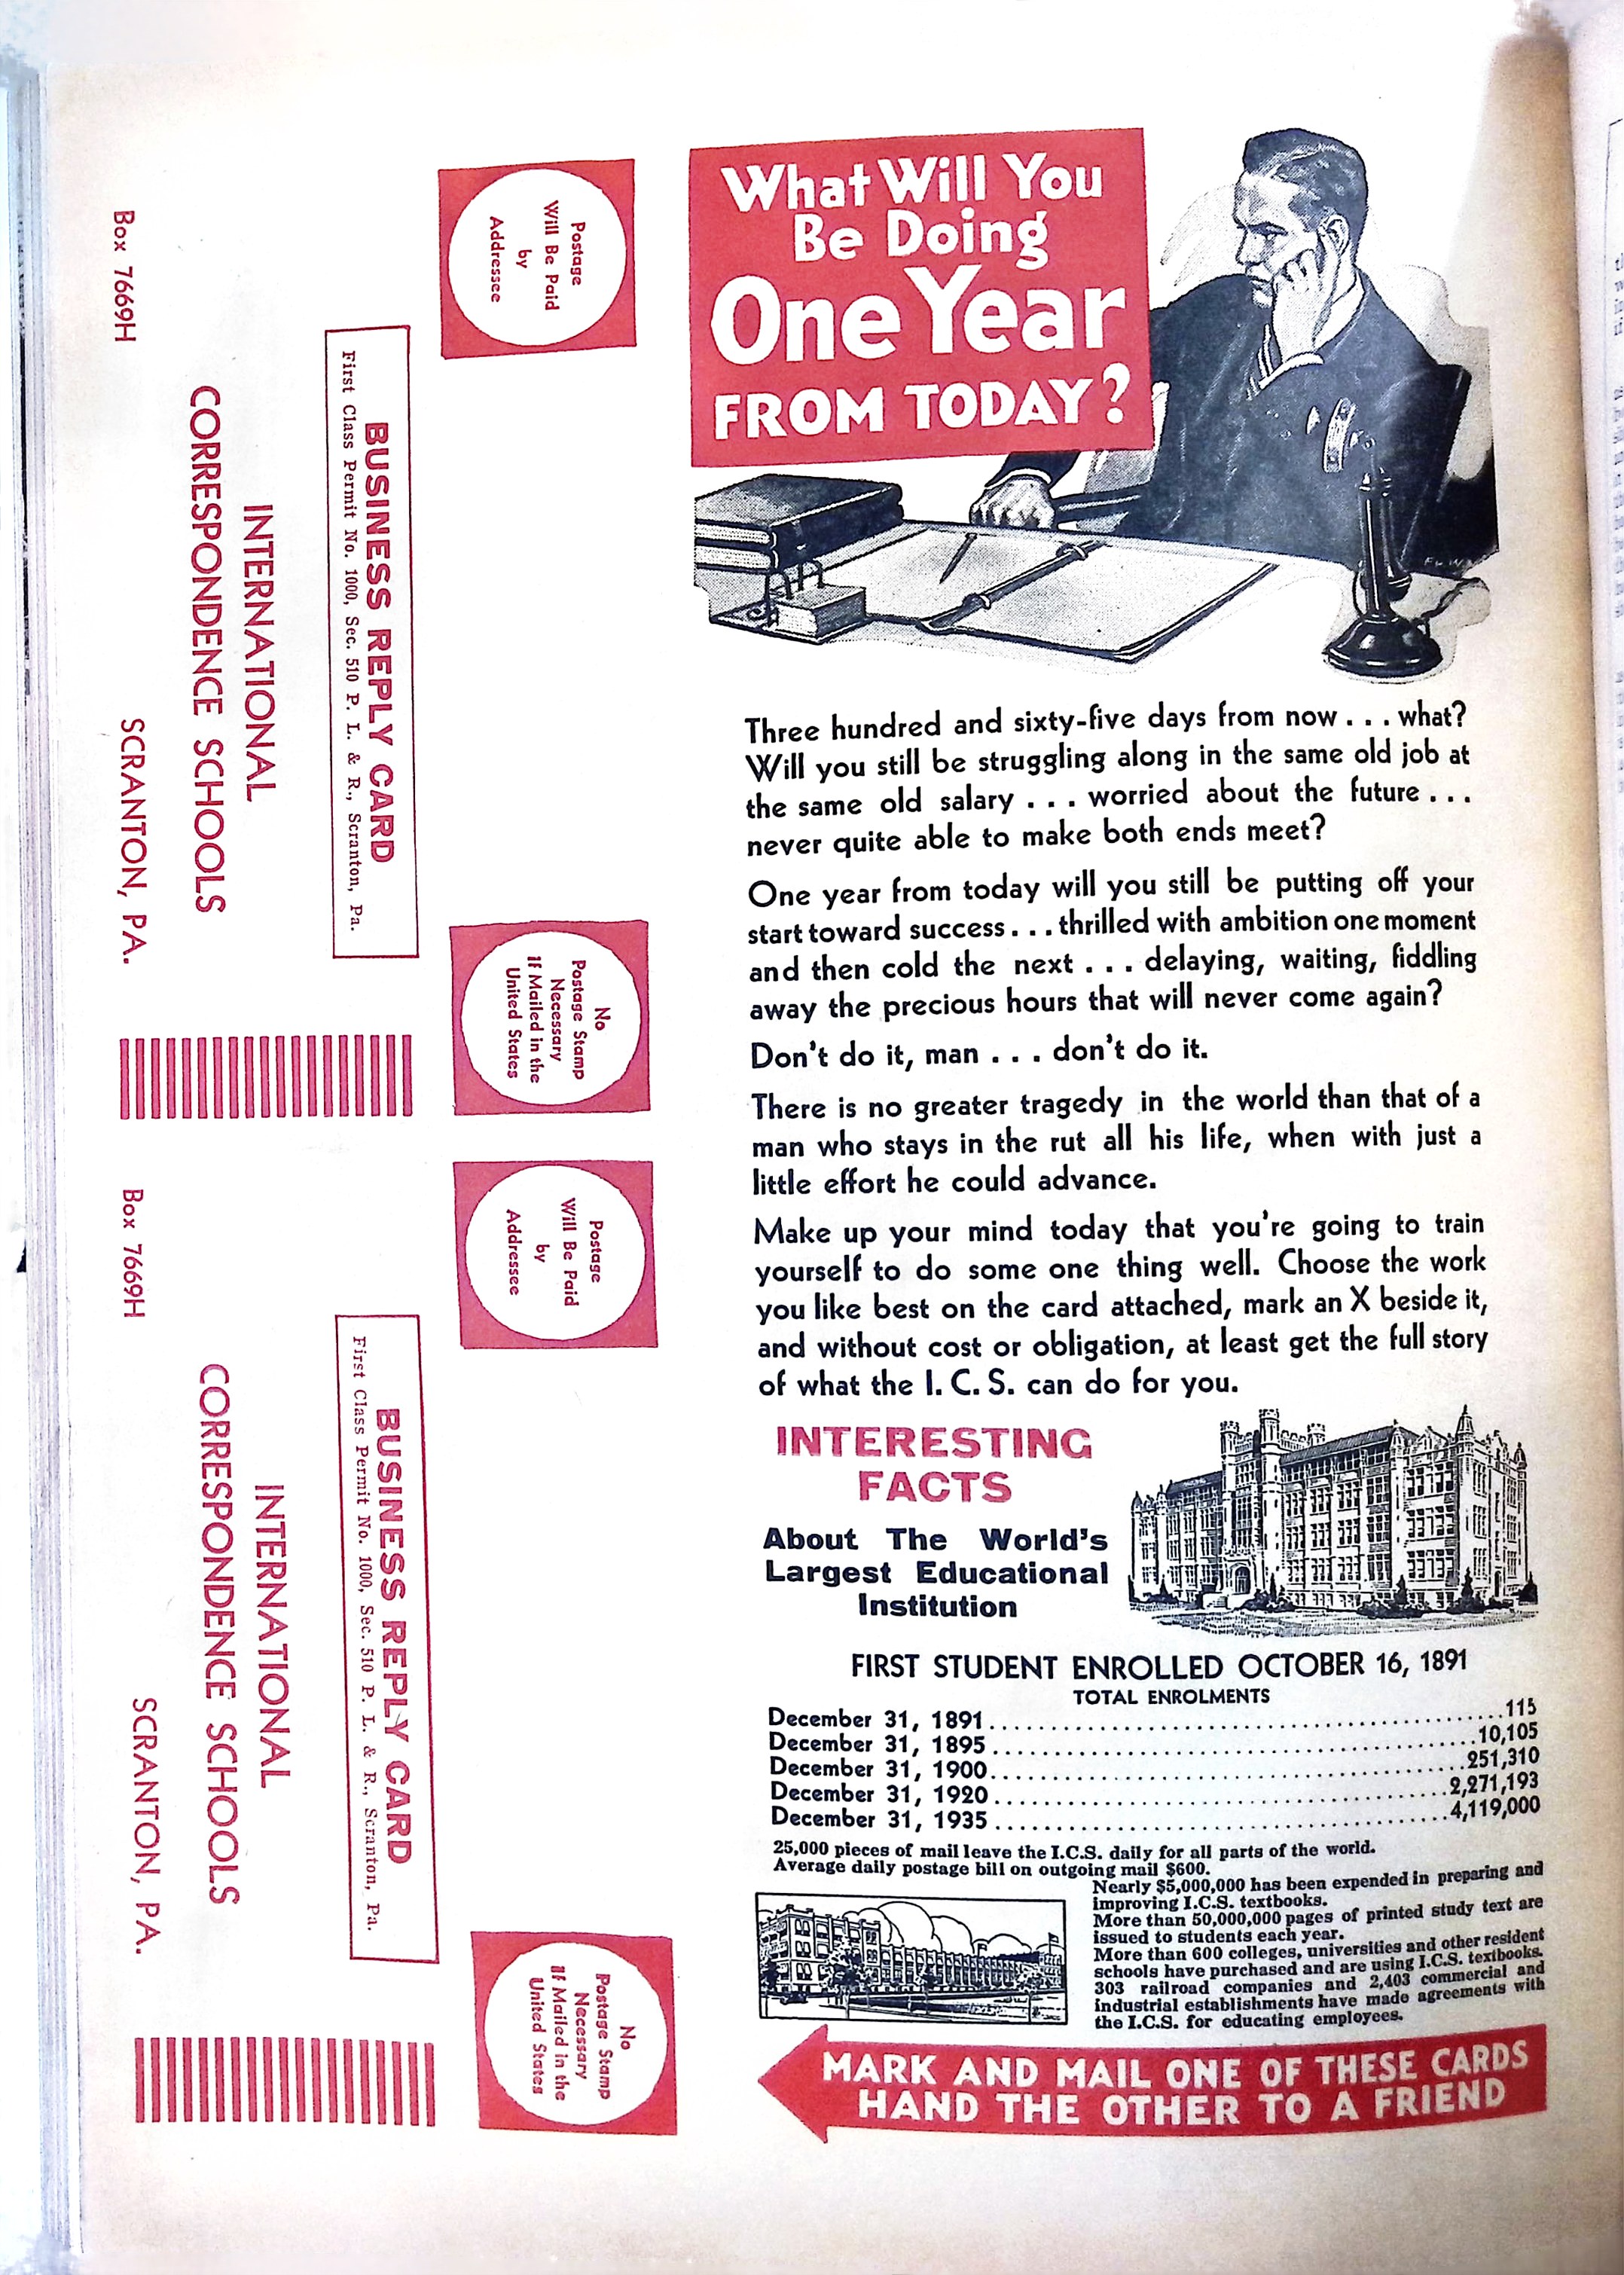 What Will You
Be Doing
One Year
FROM TODAY?
Three hundred and sixty-five days from now . . . what?
Will you still be struggling along in the same old job at
the same old salary . . . worried about the future . . .
never quite able to make both ends meet?
One year from today will you still be putting off your
start toward success . . . thrilled with ambition one moment
and then cold the next . . . delaying, waiting, fiddling
away the precious hours that will never come again?
Don't do it, man . . . don't do it.
There is no greater tragedy in the world than that of a
man who stays in the rut all his life, when with just a
little effort he could advance.
Make up your mind today that you're going to train
yourself to do some one thing well. Choose the work
you like best on the card attached, mark an X beside it,
and without cost or obligation, at least get the full story
of what the I. C. S. can do for you.
INTERESTING
FACTS
About The World's
Largest Educational
Institution
FIRST STUDENT ENROLLED OCTOBER 16, 1891
TOTAL ENROLMENTS
December 31, 1891 ........ 115
December 31, 1895 ........ 10,105
December 31, 1900 ........ 251,310
December 31, 1920 ........ 2,271,193
December 31, 1935 ........ 4,119,000
25,000 pieces of mail leave the I.C.S. daily for all parts of the world.
Average daily postage bill on outgoing mail $600.
Nearly $5,000,000 has been expended in preparing and
improving I.C.S. textbooks.
More than 50,000,000 pages of printed study text are
issued to students each year.
More than 600 colleges, universities and other resident
schools have purchased and are using I.C.S. textbooks.
303 railroad companies and 2,403 commercial and
industrial establishments have made agreements with
the I.C.S. for educating employees.
MARK AND MAIL ONE OF THESE CARDS
HAND THE OTHER TO A FRIEND
Postage
Will Be Paid
by
Addressee
No
Postage Stamp
Necessary
If Mailed in the
United States
BUSINESS REPLY CARD
First Class Permit No. 1000, Sec. 510 P. L. & R., Scranton, Pa.
INTERNATIONAL
CORRESPONDENCE SCHOOLS
Box 7669H
SCRANTON, PA.
Postage
Will Be Paid
by
Addressee
No
Postage Stamp
Necessary
If Mailed in the
United States
BUSINESS REPLY CARD
First Class Permit No. 1000, Sec. 510 P. L. & R., Scranton, Pa.
INTERNATIONAL
CORRESPONDENCE SCHOOLS
Box 7669H
SCRANTON, PA.